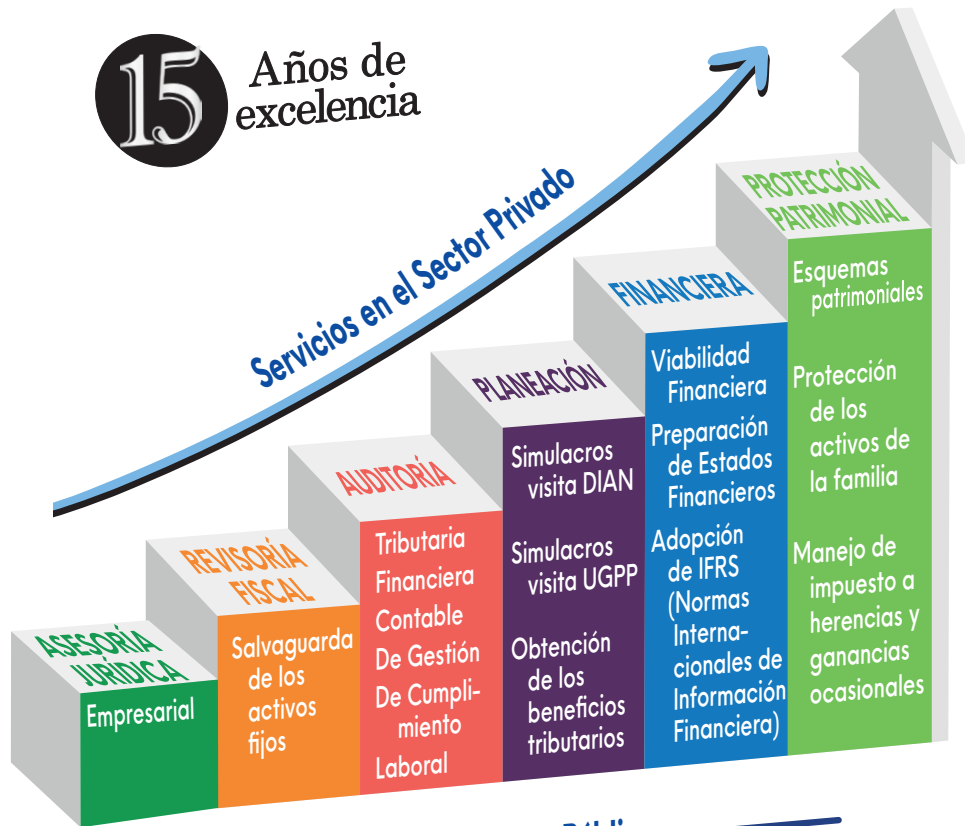 15
Años de
excelencia
Servicios en el Sector Privado
ASESORÍA
JURÍDICA
Empresarial
REVISORÍA
FISCAL
Salvaguarda
de los
activos
fijos
AUDITORÍA
Tributaria
Financiera
Contable
De Gestión
De Cumpli-
miento
Laboral
PLANEACIÓN
Simulacros
visita DIAN
Simulacros
visita UGPP
Obtención
de los
beneficios
tributarios
FINANCIERA
Viabilidad
Financiera
Preparación
de Estados
Financieros
Adopción
de IFRS
(Normas
Interna-
cionales de
Información
Financiera)
PROTECCIÓN
PATRIMONIAL
Esquemas
patrimoniales
Protección
de los
activos de
la familia
Manejo de
impuesto a
herencias y
ganancias
ocasionales